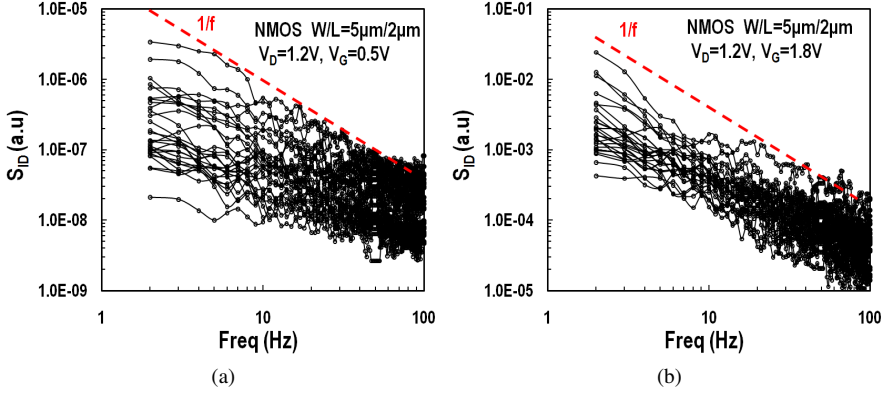 1/f
NMOS W/L=5μm/2μm
V_D=1.2V, V_G=0.5V
S_ID (a.u)
1.0E-05
1.0E-06
1.0E-07
1.0E-08
1.0E-09
1 10 100
Freq (Hz)
(a)
1/f
NMOS W/L=5μm/2μm
V_D=1.2V, V_G=1.8V
S_ID (a.u)
1.0E-01
1.0E-02
1.0E-03
1.0E-04
1.0E-05
1 10 100
Freq (Hz)
(b)